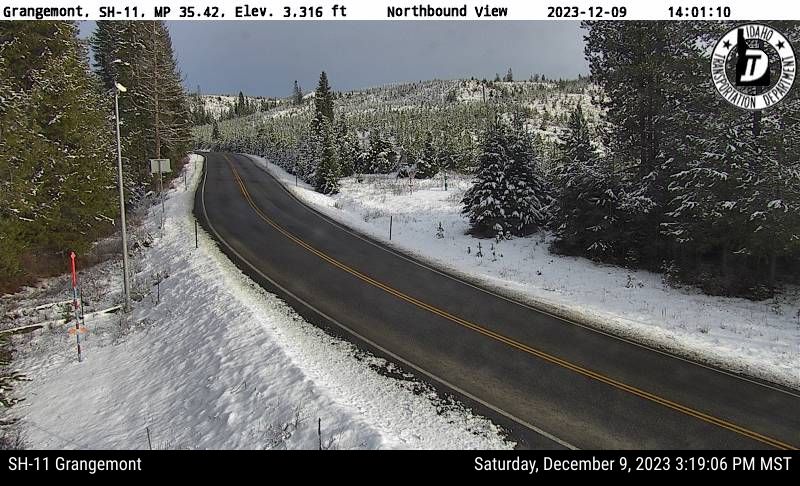 Grangemont, SH-11, MP 35.42, Elev. 3,316 ft Northbound View 2023-12-09 14:01:10
IDAHO
TRANSPORTATION DEPARTMENT
SH-11 Grangemont Saturday, December 9, 2023 3:19:06 PM MST